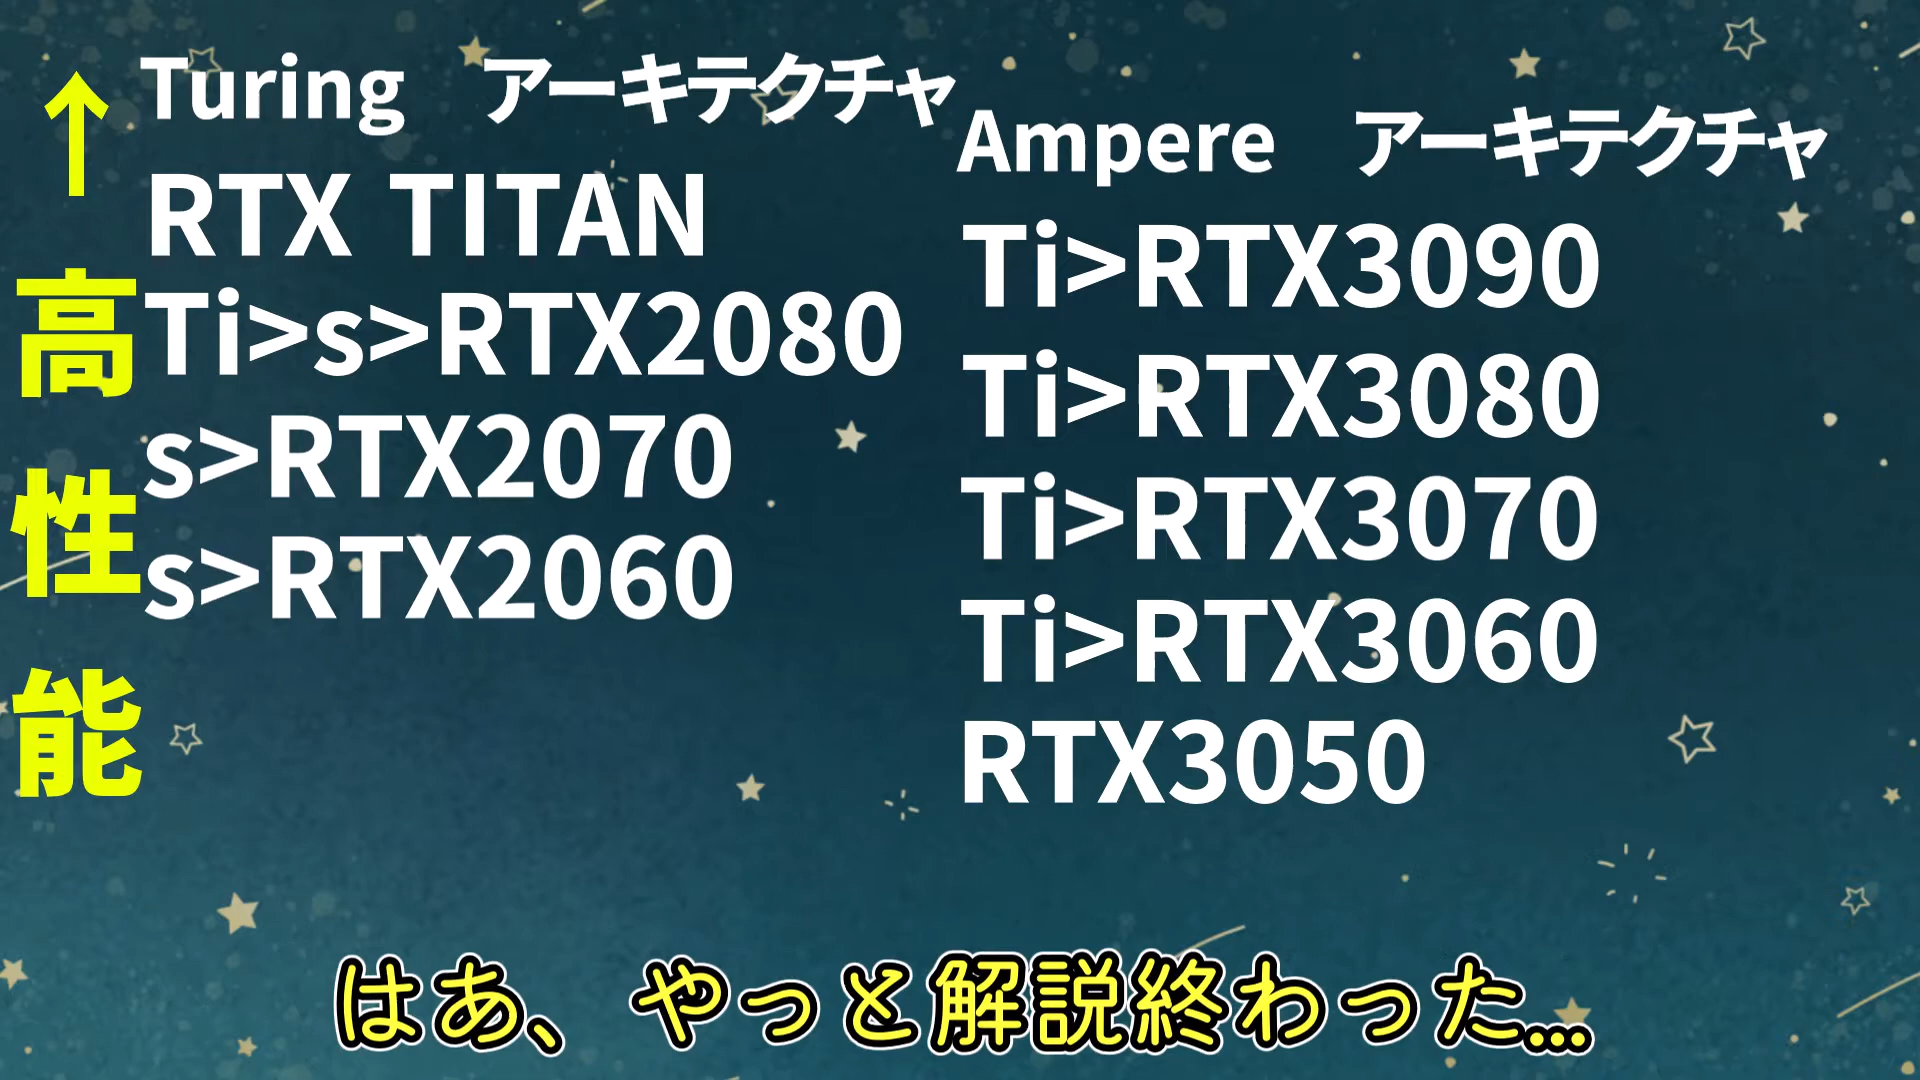 ↑
高
性
能
Turing　アーキテクチャ
RTX TITAN
Ti>s>RTX2080
s>RTX2070
s>RTX2060
Ampere　アーキテクチャ
Ti>RTX3090
Ti>RTX3080
Ti>RTX3070
Ti>RTX3060
RTX3050
はあ、やっと解説終わった...